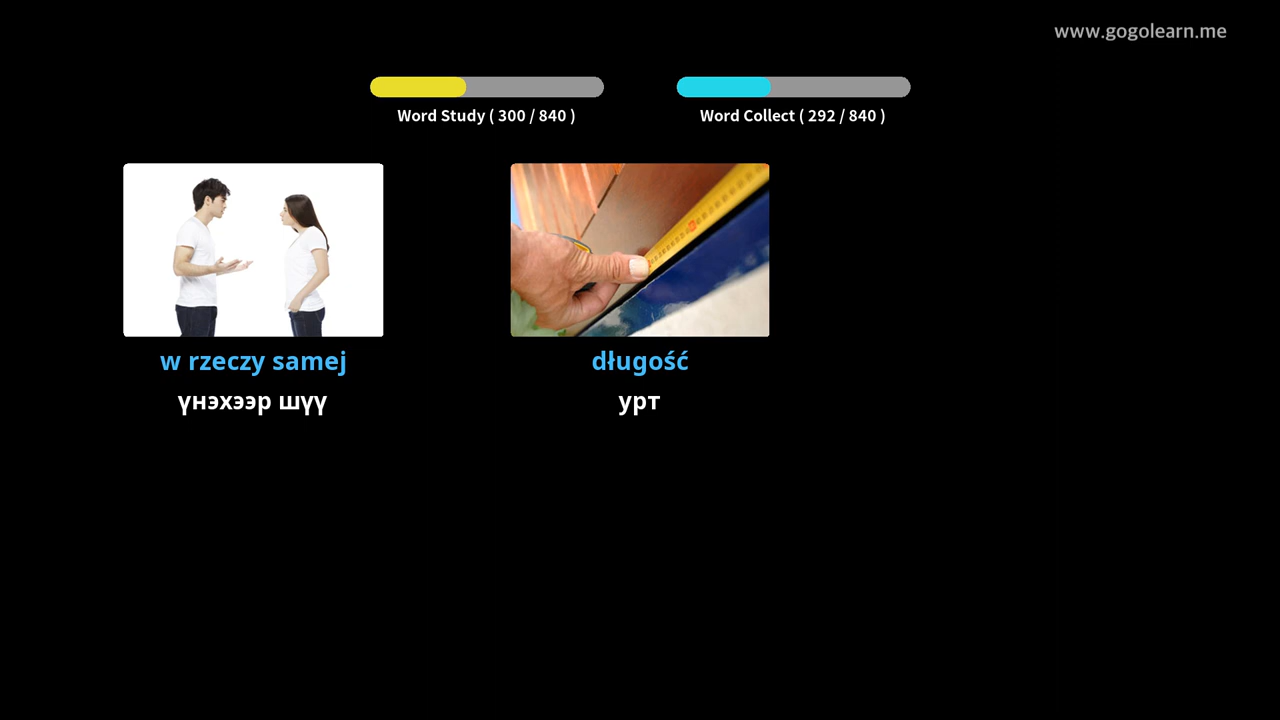 www.gogolearn.me
Word Study ( 300 / 840 )
Word Collect ( 292 / 840 )
w rzeczy samej
үнэхээр шүү
długość
урт